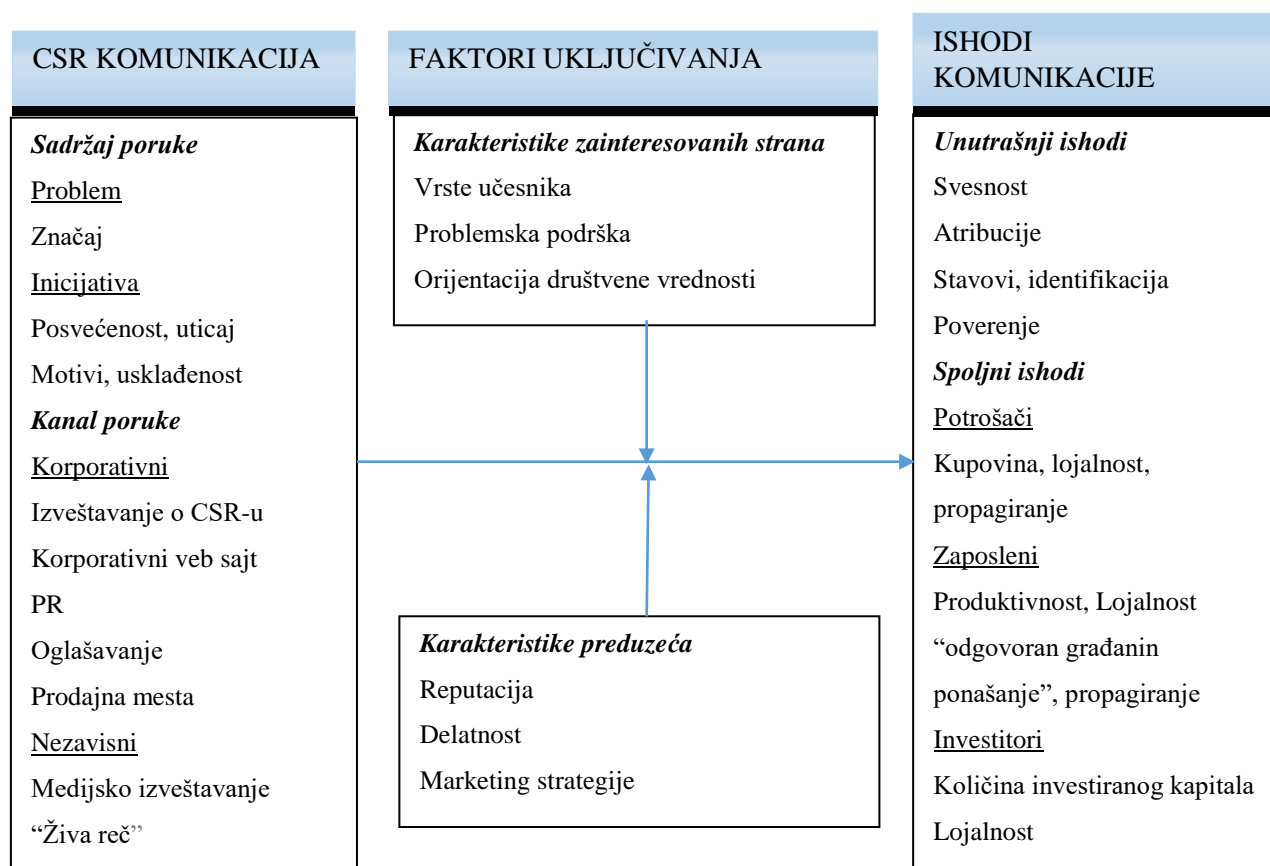 CSR KOMUNIKACIJA
Sadržaj poruke
Problem
Značaj
Inicijativa
Posvećenost, uticaj
Motivi, usklađenost
Kanal poruke
Korporativni
Izveštavanje o CSR-u
Korporativni veb sajt
PR
Oglašavanje
Prodajna mesta
Nezavisni
Medijsko izveštavanje
“Živa reč”
FAKTORI UKLJUČIVANJA
Karakteristike zainteresovanih strana
Vrste učesnika
Problemska podrška
Orijentacija društvene vrednosti
Karakteristike preduzeća
Reputacija
Delatnost
Marketing strategije
ISHODI
KOMUNIKACIJE
Unutrašnji ishodi
Svesnost
Atribucije
Stavovi, identifikacija
Poverenje
Spoljni ishodi
Potrošači
Kupovina, lojalnost,
propagiranje
Zaposleni
Produktivnost, Lojalnost
“odgovoran građanin
ponašanje”, propagiranje
Investitori
Količina investiranog kapitala
Lojalnost